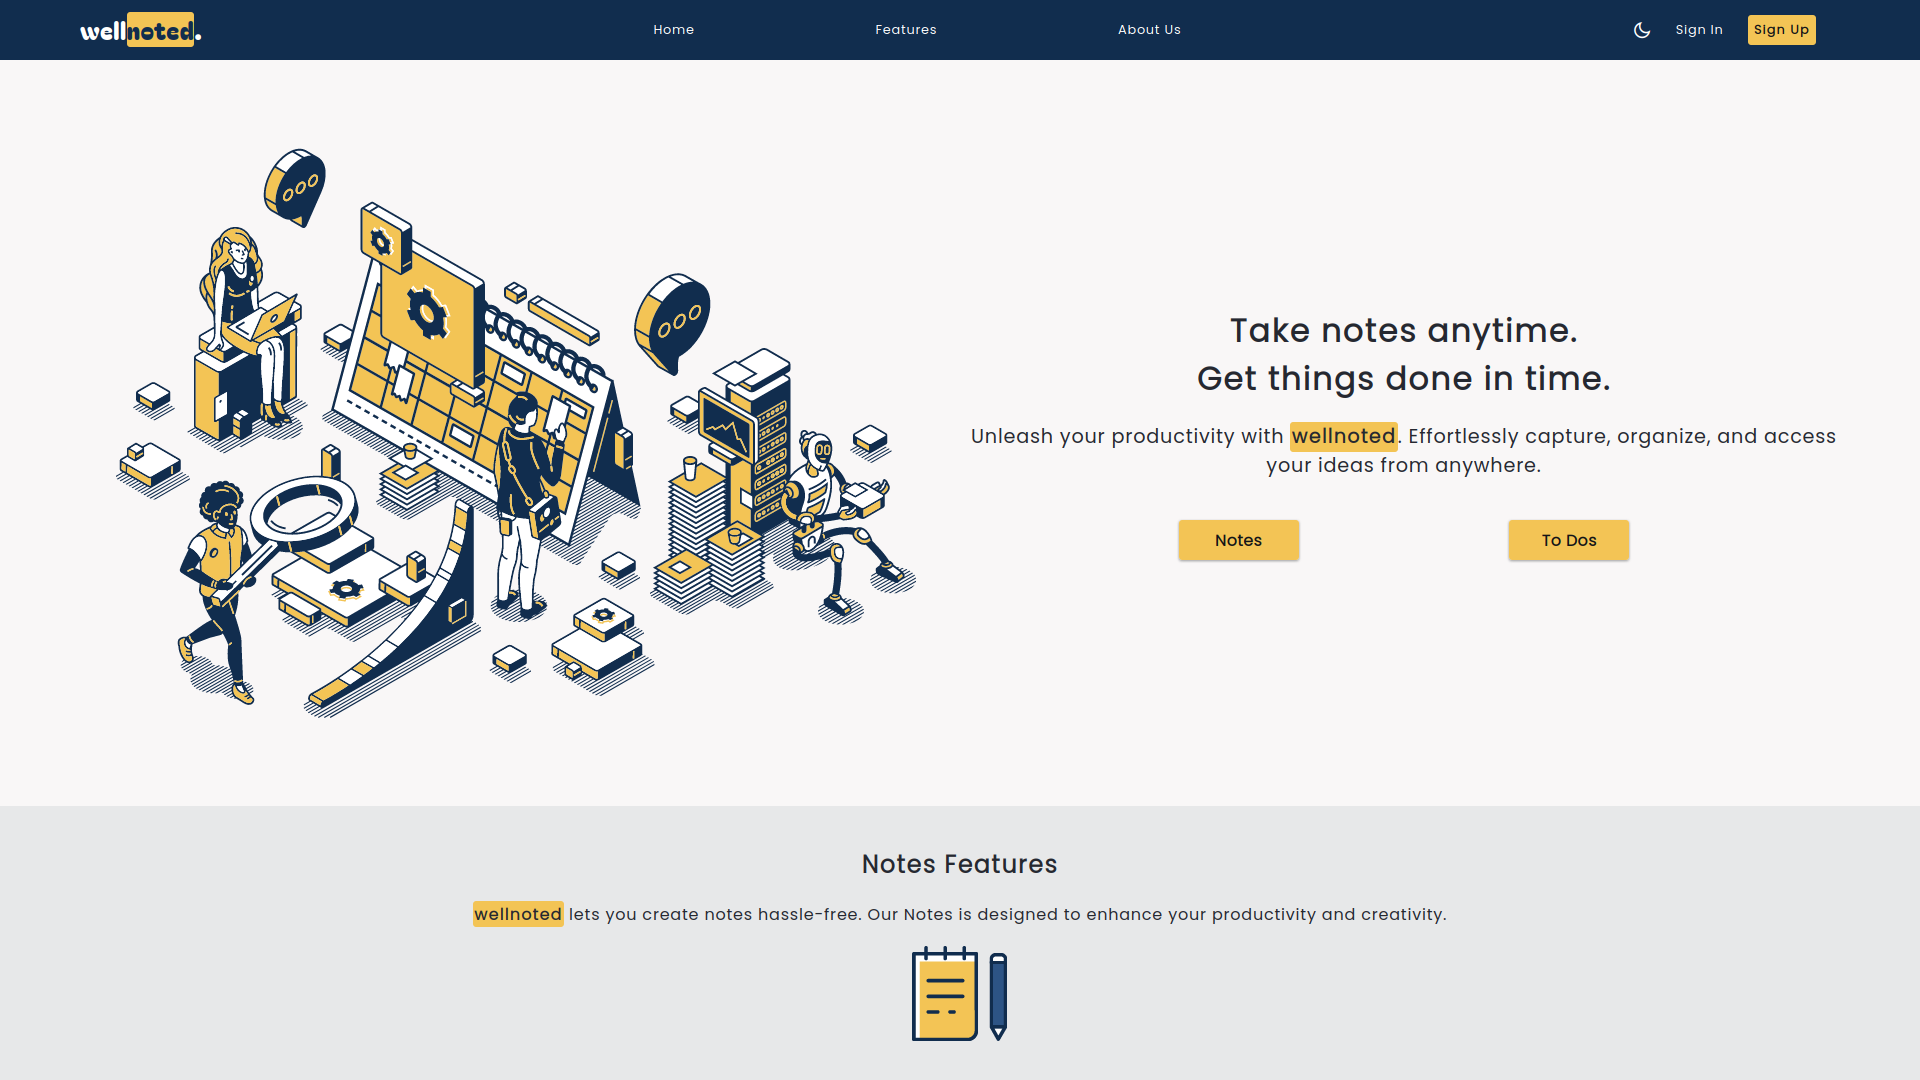 wellnoted.
Home
Features
About Us
Sign In
Sign Up
Take notes anytime.
Get things done in time.
Unleash your productivity with wellnoted. Effortlessly capture, organize, and access
your ideas from anywhere.
Notes
To Dos
Notes Features
wellnoted lets you create notes hassle-free. Our Notes is designed to enhance your productivity and creativity.